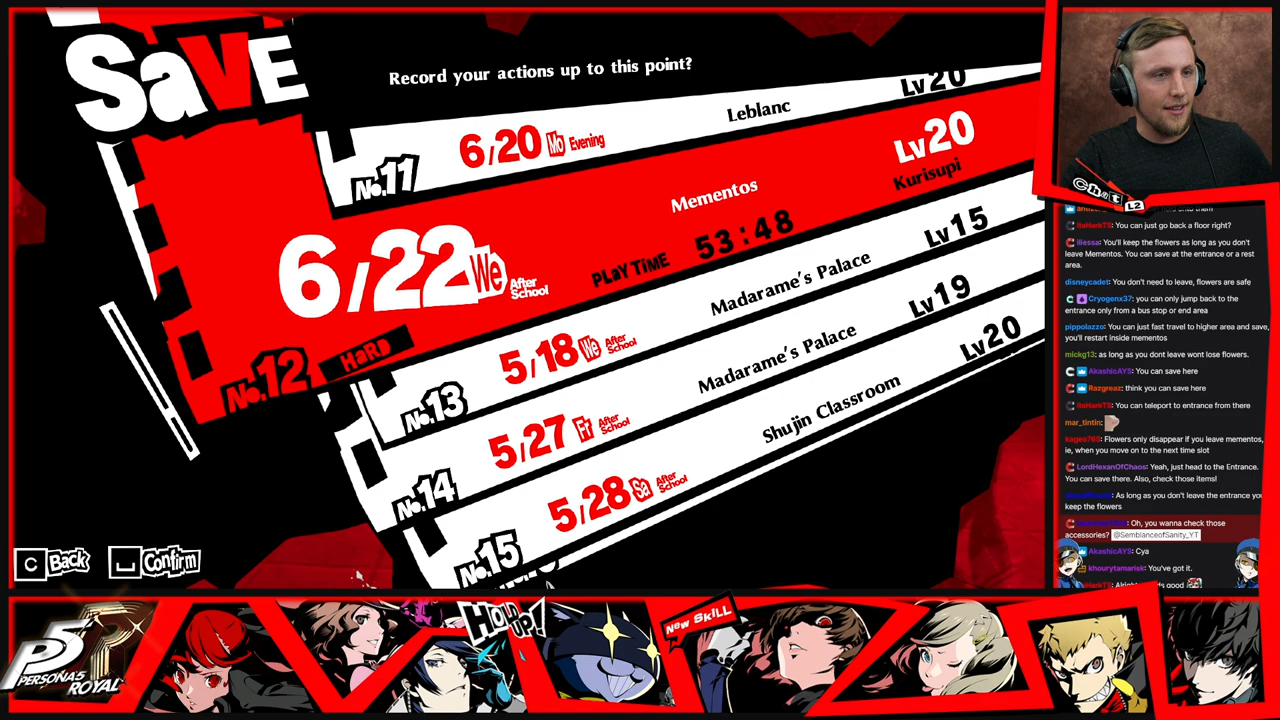 SaVE
Record your actions up to this point?
No.11
6/20 Mo Evening
Leblanc
Lv20
No.12
6/22 We After School
HaRD
Mementos
PLaY TiME 53:48
Lv20
Kurisupi
No.13
5/18 We After School
Madarame's Palace
Lv15
No.14
5/27 Fr After School
Madarame's Palace
Lv19
No.15
5/28 Sa After School
Shujin Classroom
Lv20
C Back
Confirm
Chat L2
ItsHarkTS: You can just go back a floor right?
iliessa: You'll keep the flowers as long as you don't
leave Mementos. You can save at the entrance or a rest
area.
disneycadet: You don't need to leave, flowers are safe
Cryogenx37: you can only jump back to the
entrance only from a bus stop or end area
pippolazzo: You can just fast travel to higher area and save,
you'll restart inside mementos
mickg13: as long as you dont leave wont lose flowers.
AkashicAYS: You can save here
Razgreaz: think you can save here
ItsHarkTS: You can teleport to entrance from there
mar_tintin:
kageo765: Flowers only disappear if you leave mementos,
ie, when you move on to the next time slot
LordHexanOfChaos: Yeah, just head to the Entrance.
You can save there. Also, check those items!
As long as you don't leave the entrance you
keep the flowers
Oh, you wanna check those
accessories? @SemblanceofSanity_YT
AkashicAYS: Cya
khourytamarisk: You've got it.
P5R
PERSONA5
ROYAL
HOLD UP!
New SKiLL